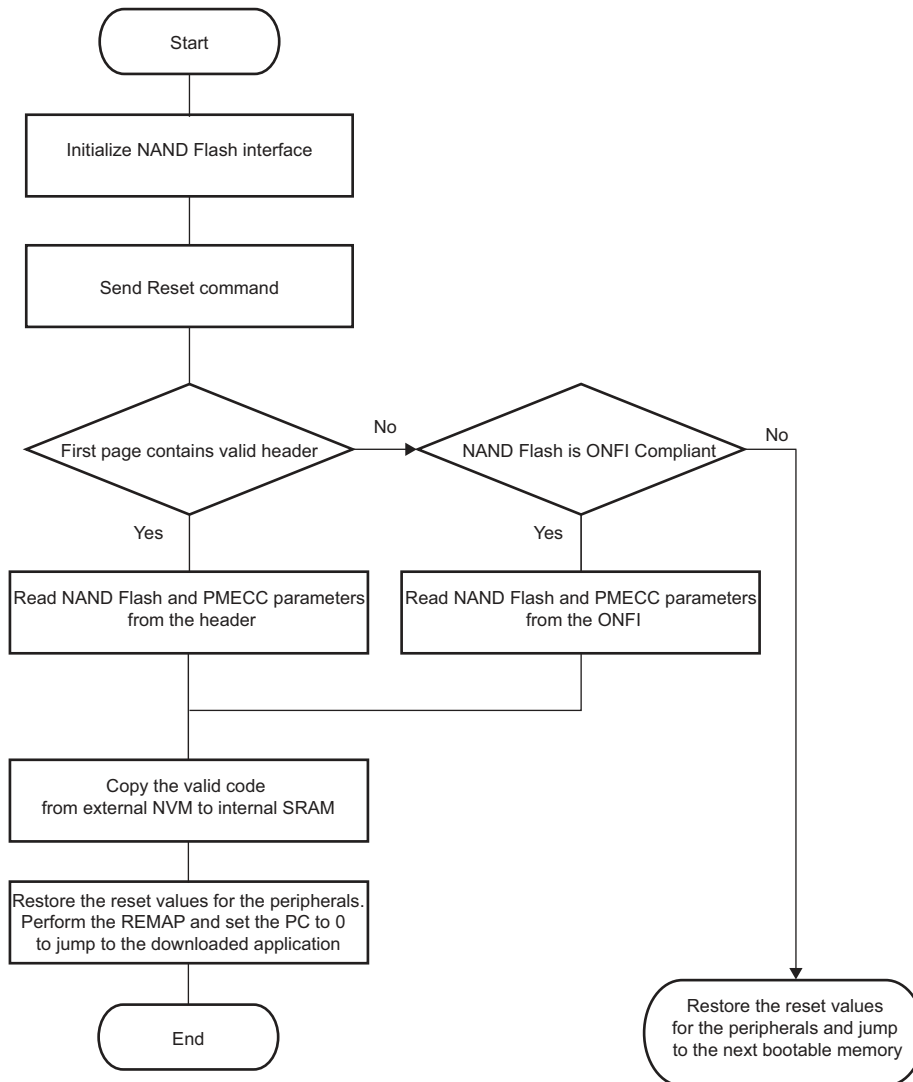 Start
Initialize NAND Flash interface
Send Reset command
First page contains valid header
No
NAND Flash is ONFI Compliant
No
Yes
Yes
Read NAND Flash and PMECC parameters
from the header
Read NAND Flash and PMECC parameters
from the ONFI
Copy the valid code
from external NVM to internal SRAM
Restore the reset values for the peripherals.
Perform the REMAP and set the PC to 0
to jump to the downloaded application
End
Restore the reset values
for the peripherals and jump
to the next bootable memory